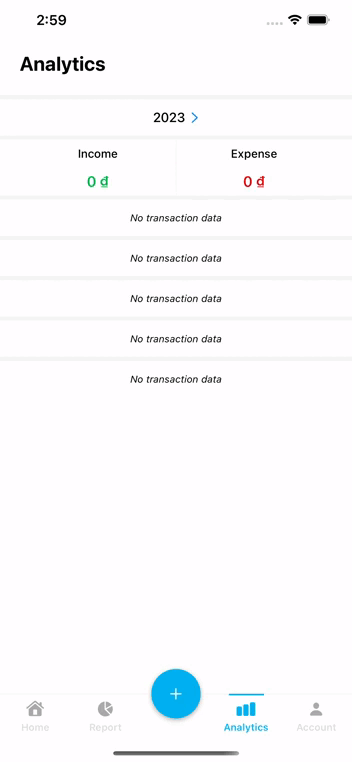 2:59
Analytics
2023
Income
Expense
0 ₫
0 ₫
No transaction data
No transaction data
No transaction data
No transaction data
No transaction data
Home
Report
Analytics
Account